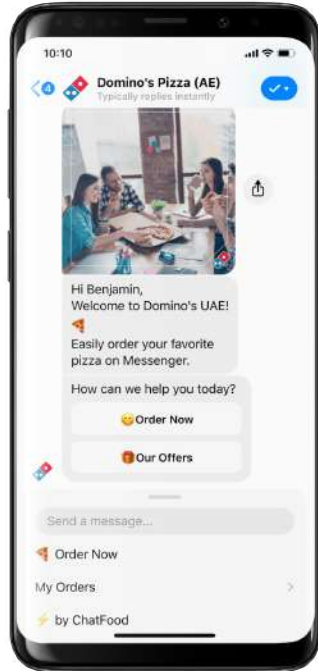 10:10
4
Domino's Pizza (AE)
Typically replies instantly
Hi Benjamin,
Welcome to Domino's UAE!
🍕
Easily order your favorite
pizza on Messenger.
How can we help you today?
😋Order Now
🎁Our Offers
Send a message...
🍕 Order Now
My Orders
⚡ by ChatFood